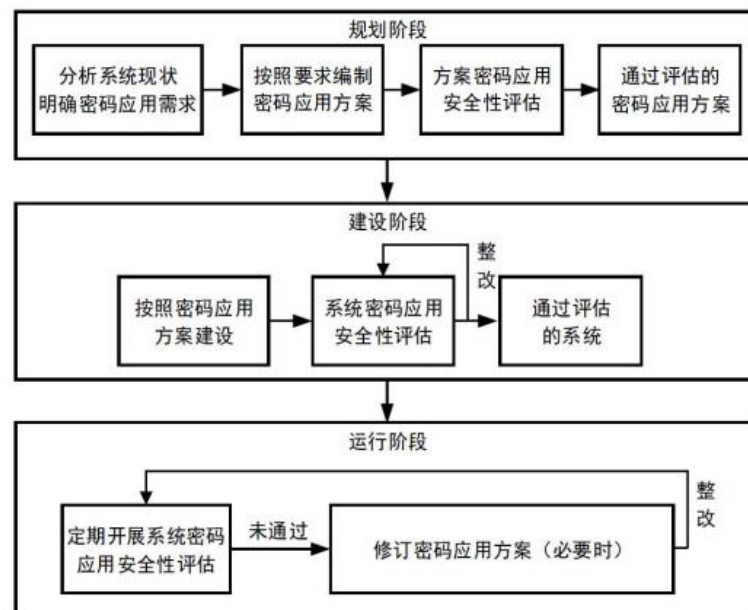 规划阶段
分析系统现状
明确密码应用需求
按照要求编制
密码应用方案
方案密码应用
安全性评估
通过评估的
密码应用方案
建设阶段
整改
按照密码应用
方案建设
系统密码应用
安全性评估
通过评估
的系统
运行阶段
整改
定期开展系统密码
应用安全性评估
未通过
修订密码应用方案（必要时）